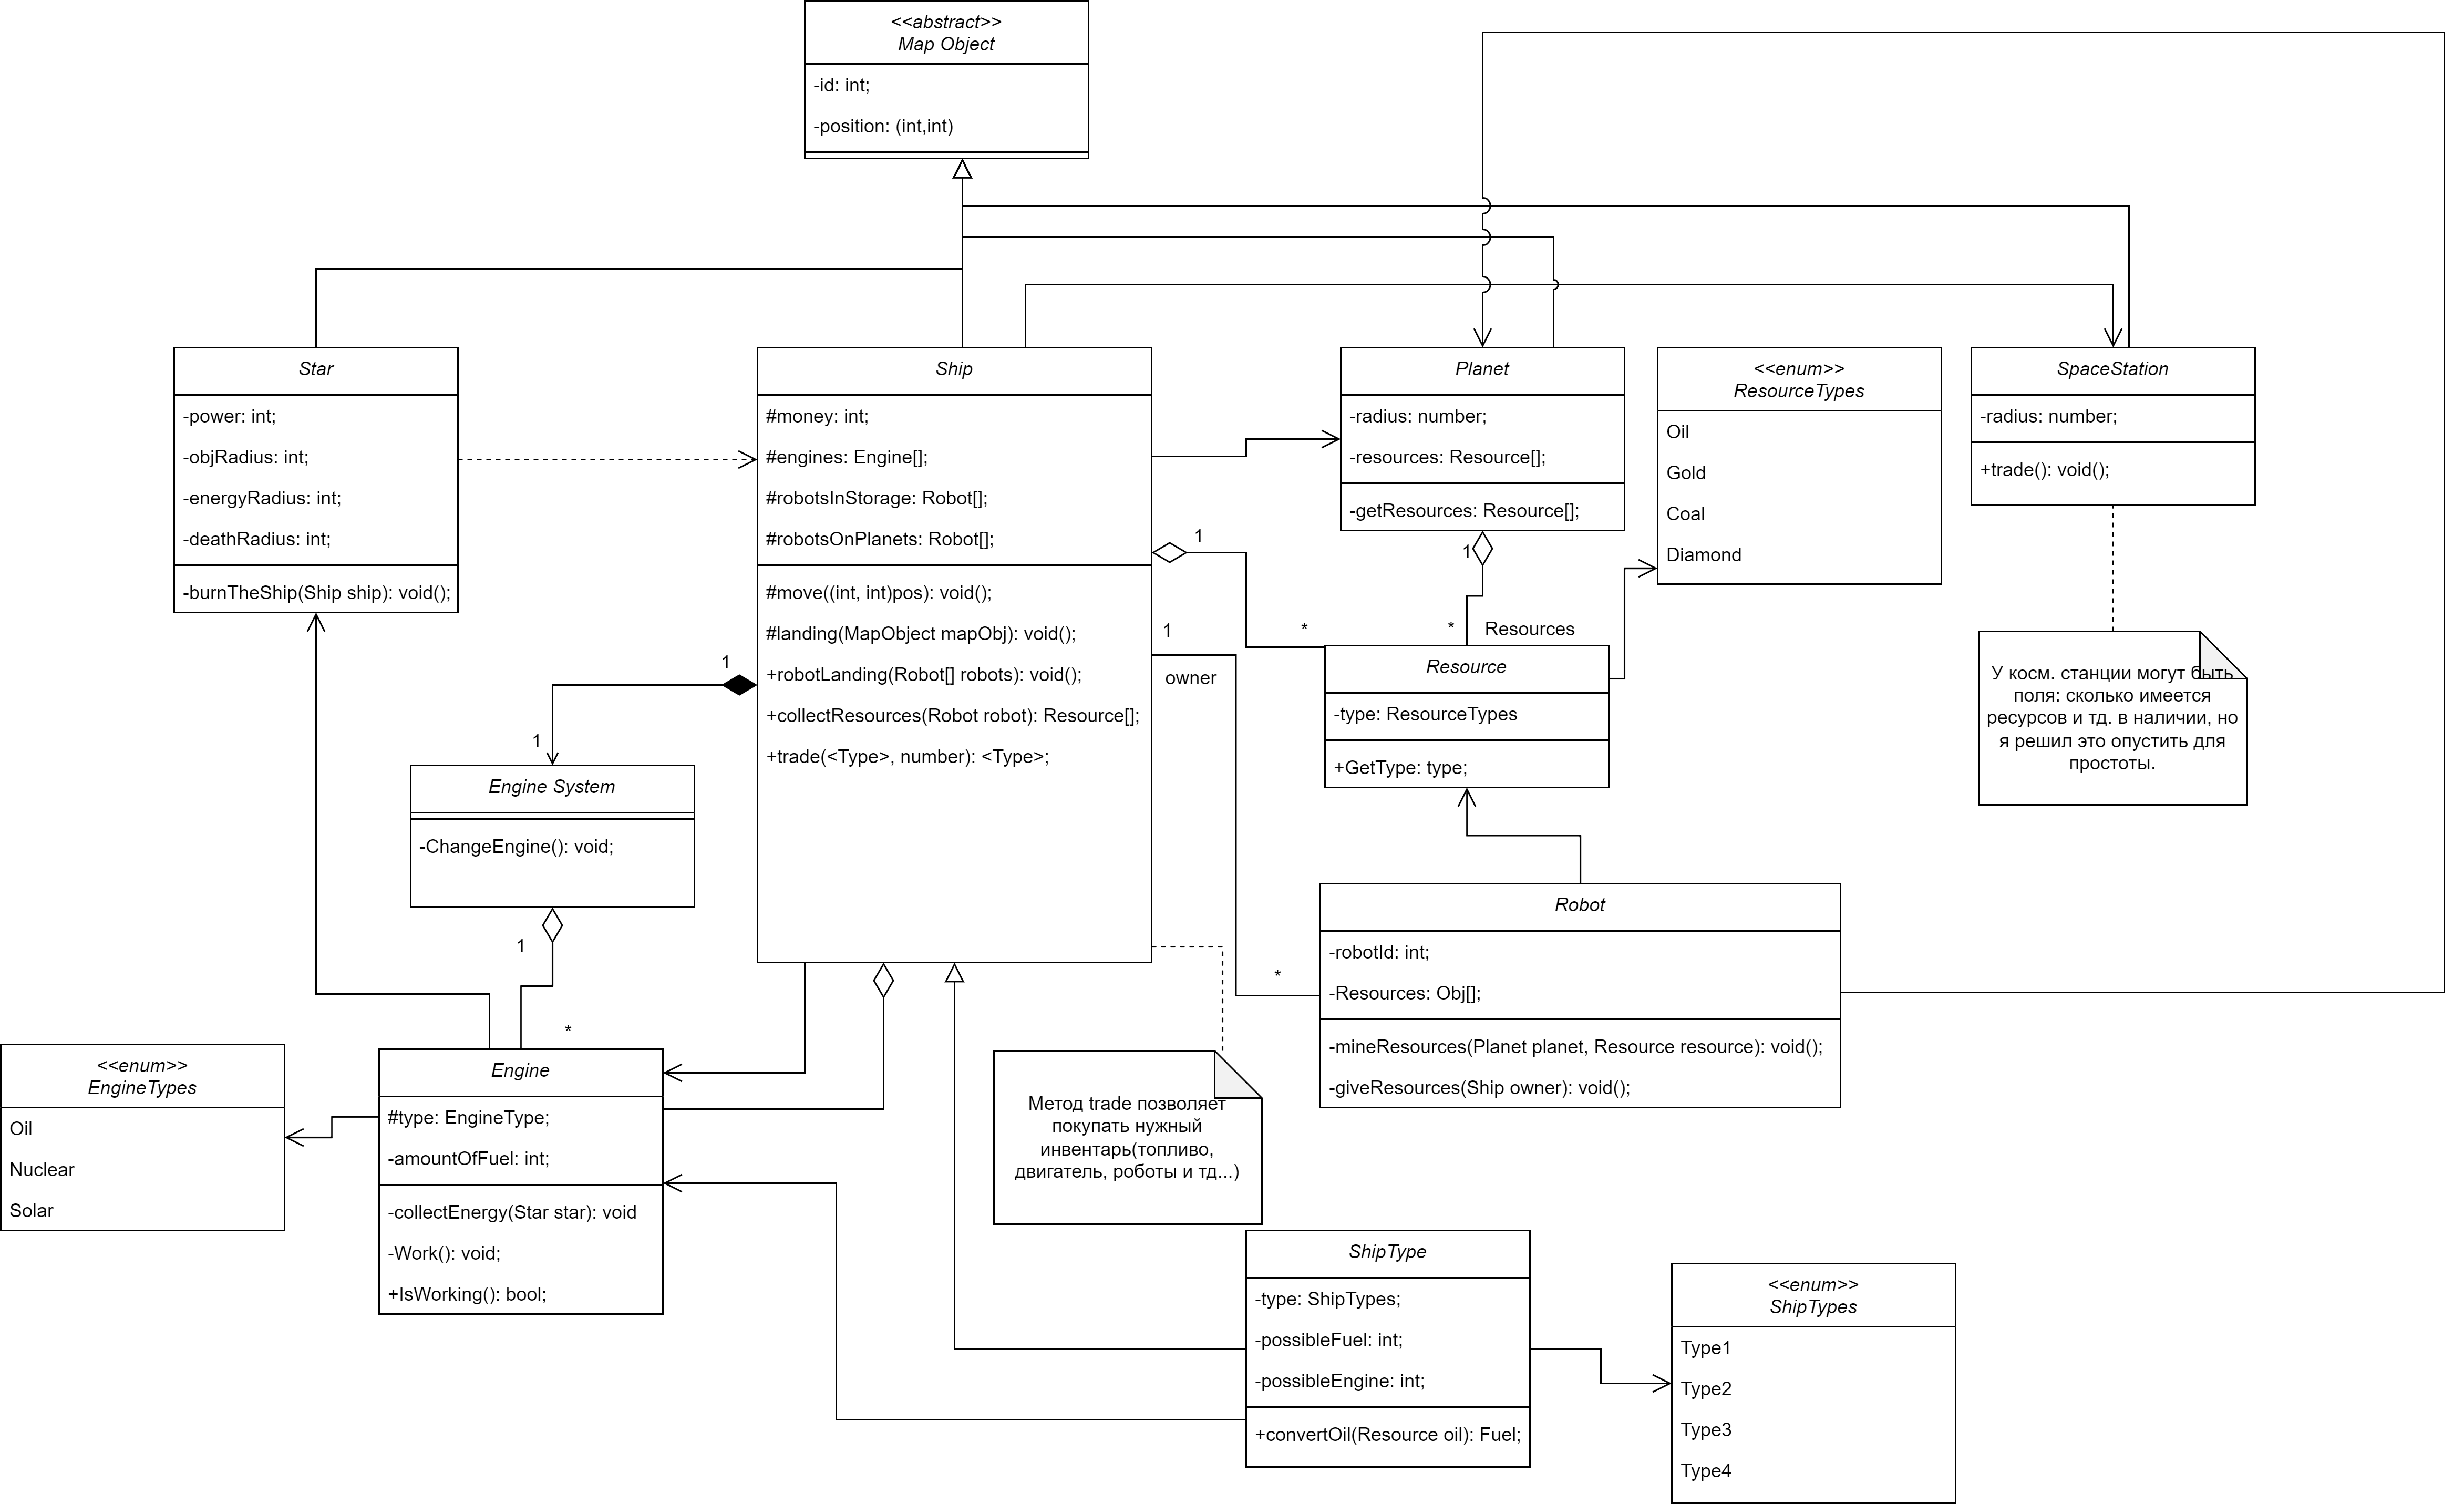 <<abstract>>
Map Object
-id: int;
-position: (int,int)
Star
-power: int;
-objRadius: int;
-energyRadius: int;
-deathRadius: int;
-burnTheShip(Ship ship): void();
Ship
#money: int;
#engines: Engine[];
#robotsInStorage: Robot[];
#robotsOnPlanets: Robot[];
#move((int, int)pos): void();
#landing(MapObject mapObj): void();
+robotLanding(Robot[] robots): void();
+collectResources(Robot robot): Resource[];
+trade(<Type>, number): <Type>;
Planet
-radius: number;
-resources: Resource[];
-getResources: Resource[];
<<enum>>
ResourceTypes
Oil
Gold
Coal
Diamond
SpaceStation
-radius: number;
+trade(): void();
1
1
*
*
Resources
1
owner
*
1
1
Resource
-type: ResourceTypes
+GetType: type;
У косм. станции могут быть
поля: сколько имеется
ресурсов и тд. в наличии, но
я решил это опустить для
простоты.
Engine System
-ChangeEngine(): void;
1
*
Robot
-robotId: int;
-Resources: Obj[];
-mineResources(Planet planet, Resource resource): void();
-giveResources(Ship owner): void();
<<enum>>
EngineTypes
Oil
Nuclear
Solar
Engine
#type: EngineType;
-amountOfFuel: int;
-collectEnergy(Star star): void
-Work(): void;
+IsWorking(): bool;
Метод trade позволяет
покупать нужный
инвентарь(топливо,
двигатель, роботы и тд...)
ShipType
-type: ShipTypes;
-possibleFuel: int;
-possibleEngine: int;
+convertOil(Resource oil): Fuel;
<<enum>>
ShipTypes
Type1
Type2
Type3
Type4